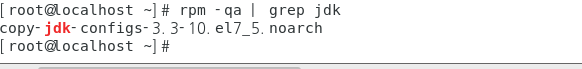 [root@localhost ~]# rpm -qa | grep jdk
copy-jdk-configs-3.3-10.el7_5.noarch
[root@localhost ~]#